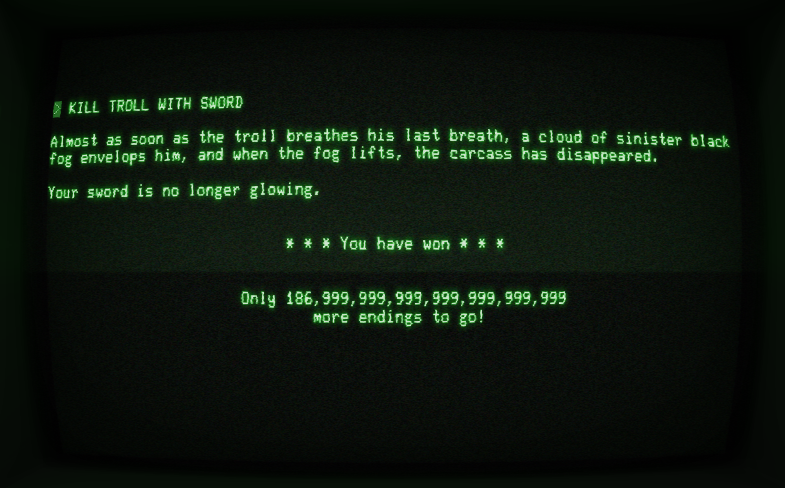 > KILL TROLL WITH SWORD
Almost as soon as the troll breathes his last breath, a cloud of sinister black
fog envelops him, and when the fog lifts, the carcass has disappeared.
Your sword is no longer glowing.
* * * You have won * * *
Only 186,999,999,999,999,999,999,999
more endings to go!